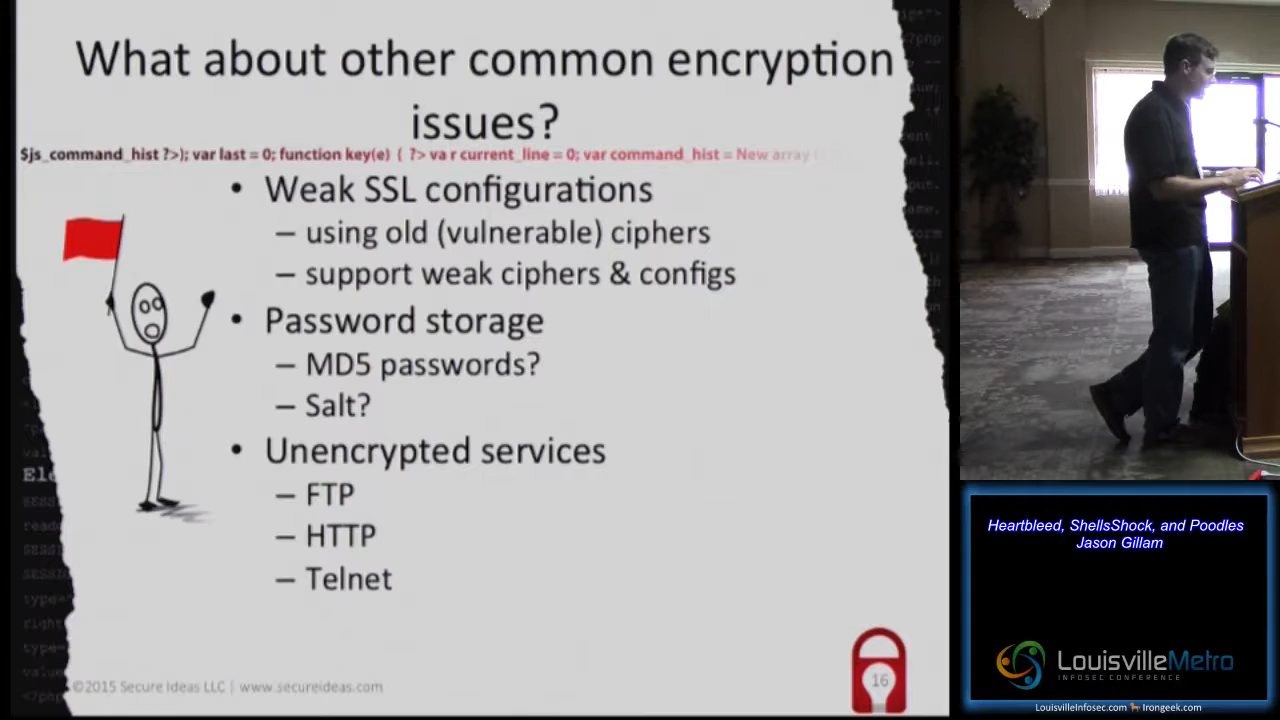 What about other common encryption
issues?
$js_command_hist ?>); var last = 0; function key(e) { ?> va r current_line = 0; var command_hist = New array
• Weak SSL configurations
– using old (vulnerable) ciphers
– support weak ciphers & configs
• Password storage
– MD5 passwords?
– Salt?
• Unencrypted services
– FTP
– HTTP
– Telnet
©2015 Secure Ideas LLC | www.secureideas.com
16
Heartbleed, ShellsShock, and Poodles
Jason Gillam
LouisvilleMetro
INFOSEC CONFERENCE
LouisvilleInfosec.com Irongeek.com